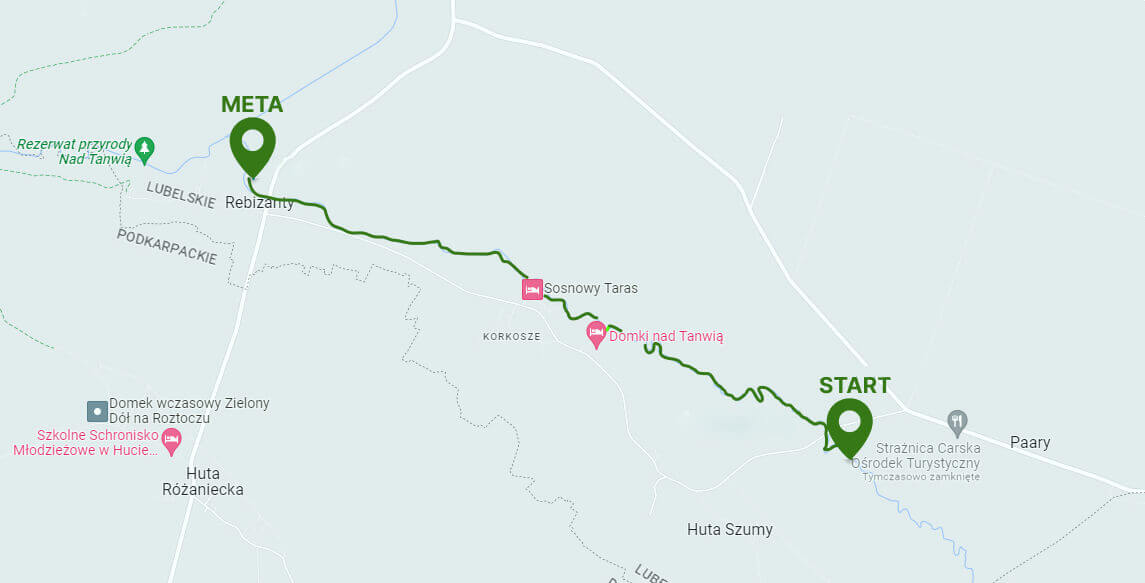 META
Rezerwat przyrody
Nad Tanwią
LUBELSKIE
Rebizanty
PODKARPACKIE
Sosnowy Taras
KORKOSZE
Domki nad Tanwią
START
Domek wczasowy Zielony
Dół na Roztoczu
Szkolne Schronisko
Młodzieżowe w Hucie...
Huta
Różaniecka
Strażnica Carska
Ośrodek Turystyczny
Tymczasowo zamknięte
Paary
Huta Szumy